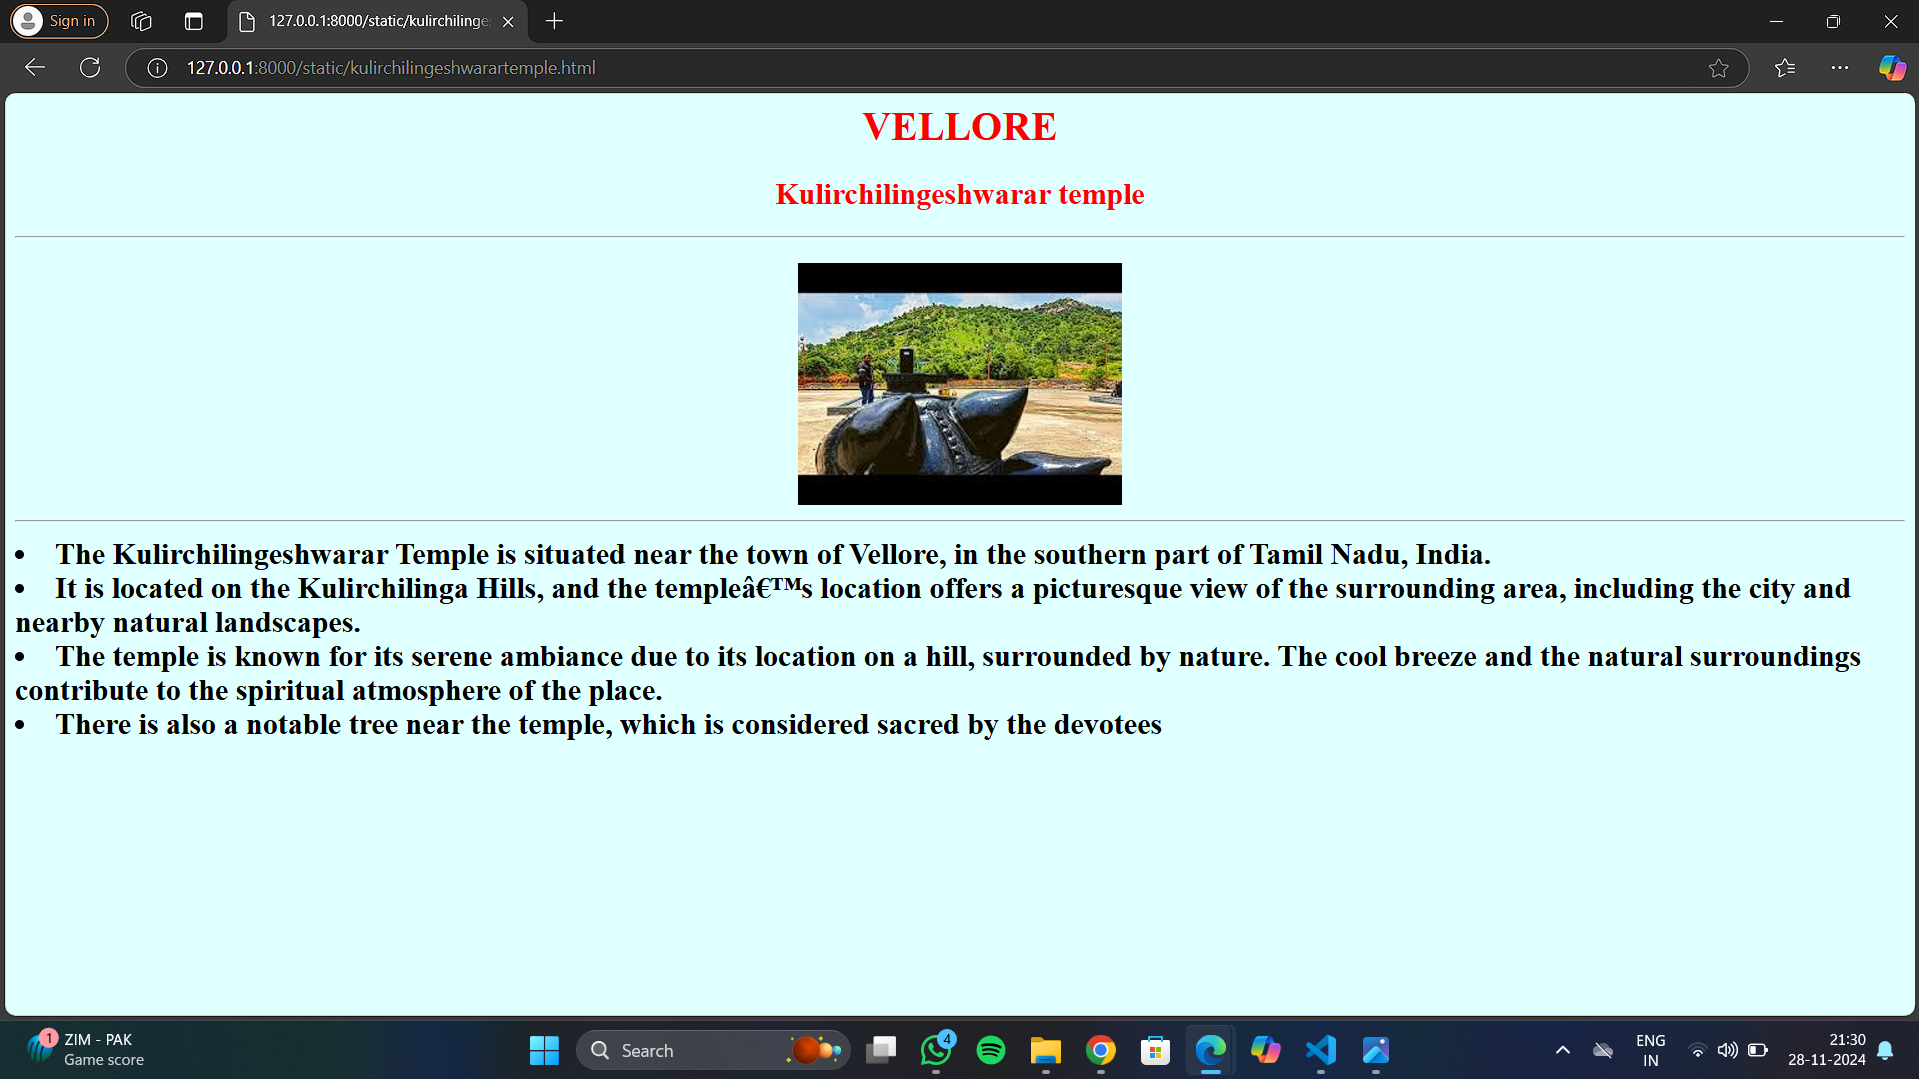 Sign in
127.0.0.1:8000/static/kulirchilinge
127.0.0.1:8000/static/kulirchilingeshwarartemple.html
VELLORE
Kulirchilingeshwarar temple
• The Kulirchilingeshwarar Temple is situated near the town of Vellore, in the southern part of Tamil Nadu, India.
• It is located on the Kulirchilinga Hills, and the templeâ€™s location offers a picturesque view of the surrounding area, including the city and
nearby natural landscapes.
• The temple is known for its serene ambiance due to its location on a hill, surrounded by nature. The cool breeze and the natural surroundings
contribute to the spiritual atmosphere of the place.
• There is also a notable tree near the temple, which is considered sacred by the devotees
1
ZIM - PAK
Game score
Search
4
ENG
IN
21:30
28-11-2024